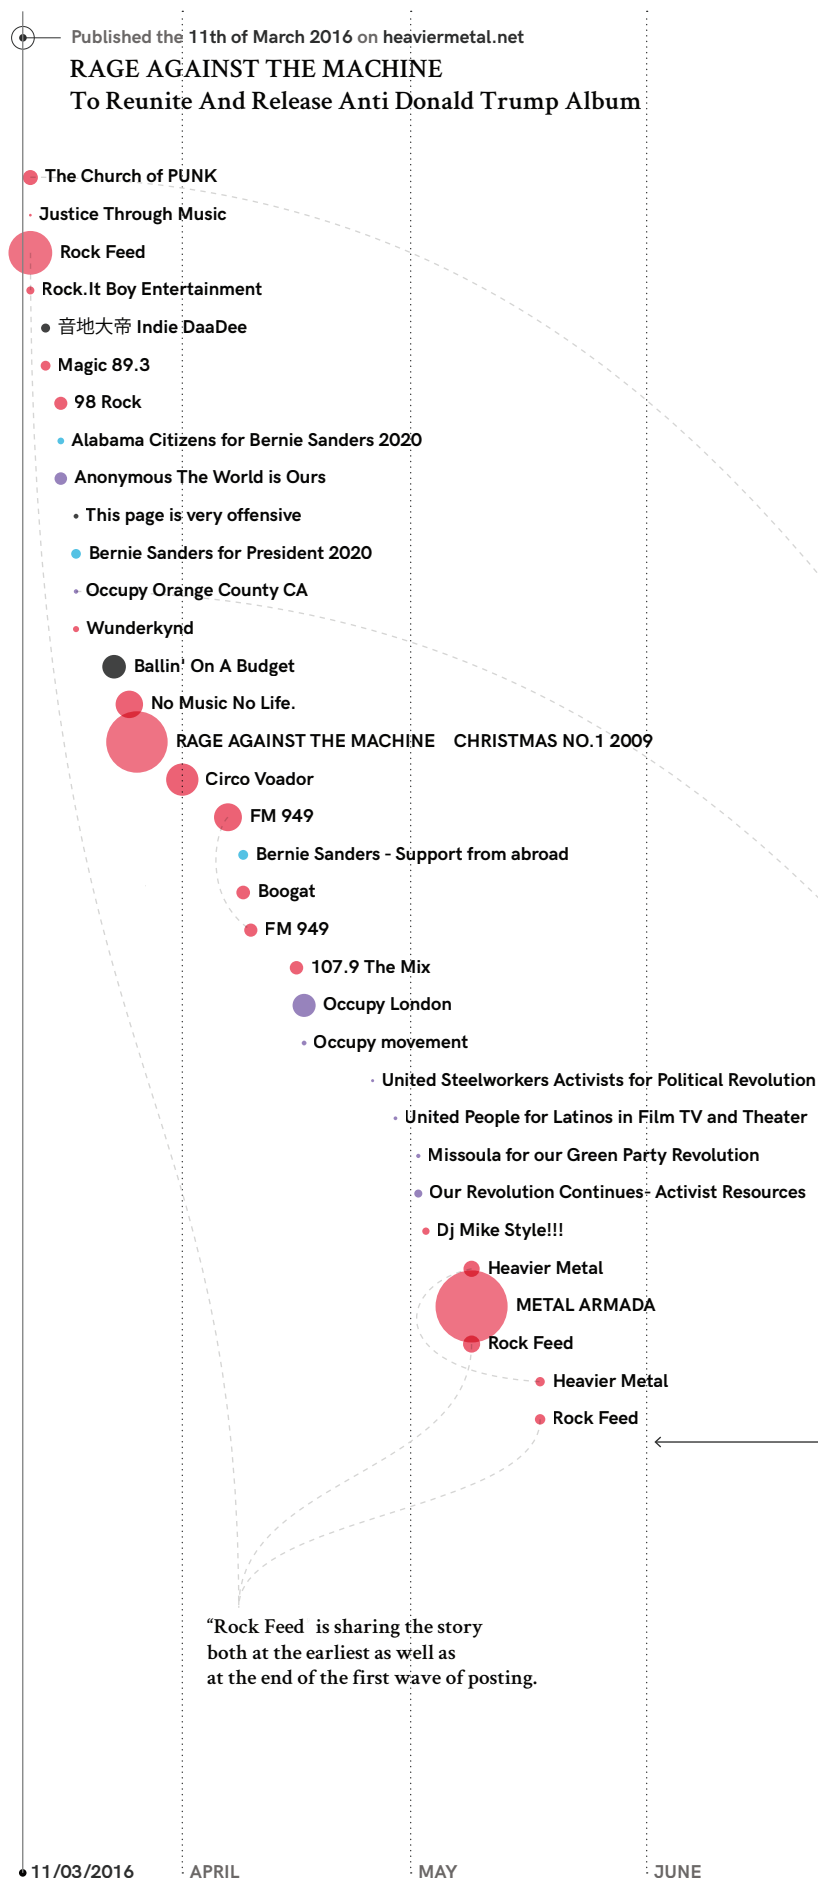 Published the 11th of March 2016 on heaviermetal.net
RAGE AGAINST THE MACHINE
To Reunite And Release Anti Donald Trump Album
The Church of PUNK
Justice Through Music
Rock Feed
Rock.It Boy Entertainment
音地大帝 Indie DaaDee
Magic 89.3
98 Rock
Alabama Citizens for Bernie Sanders 2020
Anonymous The World is Ours
This page is very offensive
Bernie Sanders for President 2020
Occupy Orange County CA
Wunderkynd
Ballin' On A Budget
No Music No Life.
RAGE AGAINST THE MACHINE CHRISTMAS NO.1 2009
Circo Voador
FM 949
Bernie Sanders - Support from abroad
Boogat
FM 949
107.9 The Mix
Occupy London
Occupy movement
United Steelworkers Activists for Political Revolution
United People for Latinos in Film TV and Theater
Missoula for our Green Party Revolution
Our Revolution Continues- Activist Resources
Dj Mike Style!!!
Heavier Metal
METAL ARMADA
Rock Feed
Heavier Metal
Rock Feed
“Rock Feed is sharing the story
both at the earliest as well as
at the end of the first wave of posting.
11/03/2016 APRIL MAY JUNE